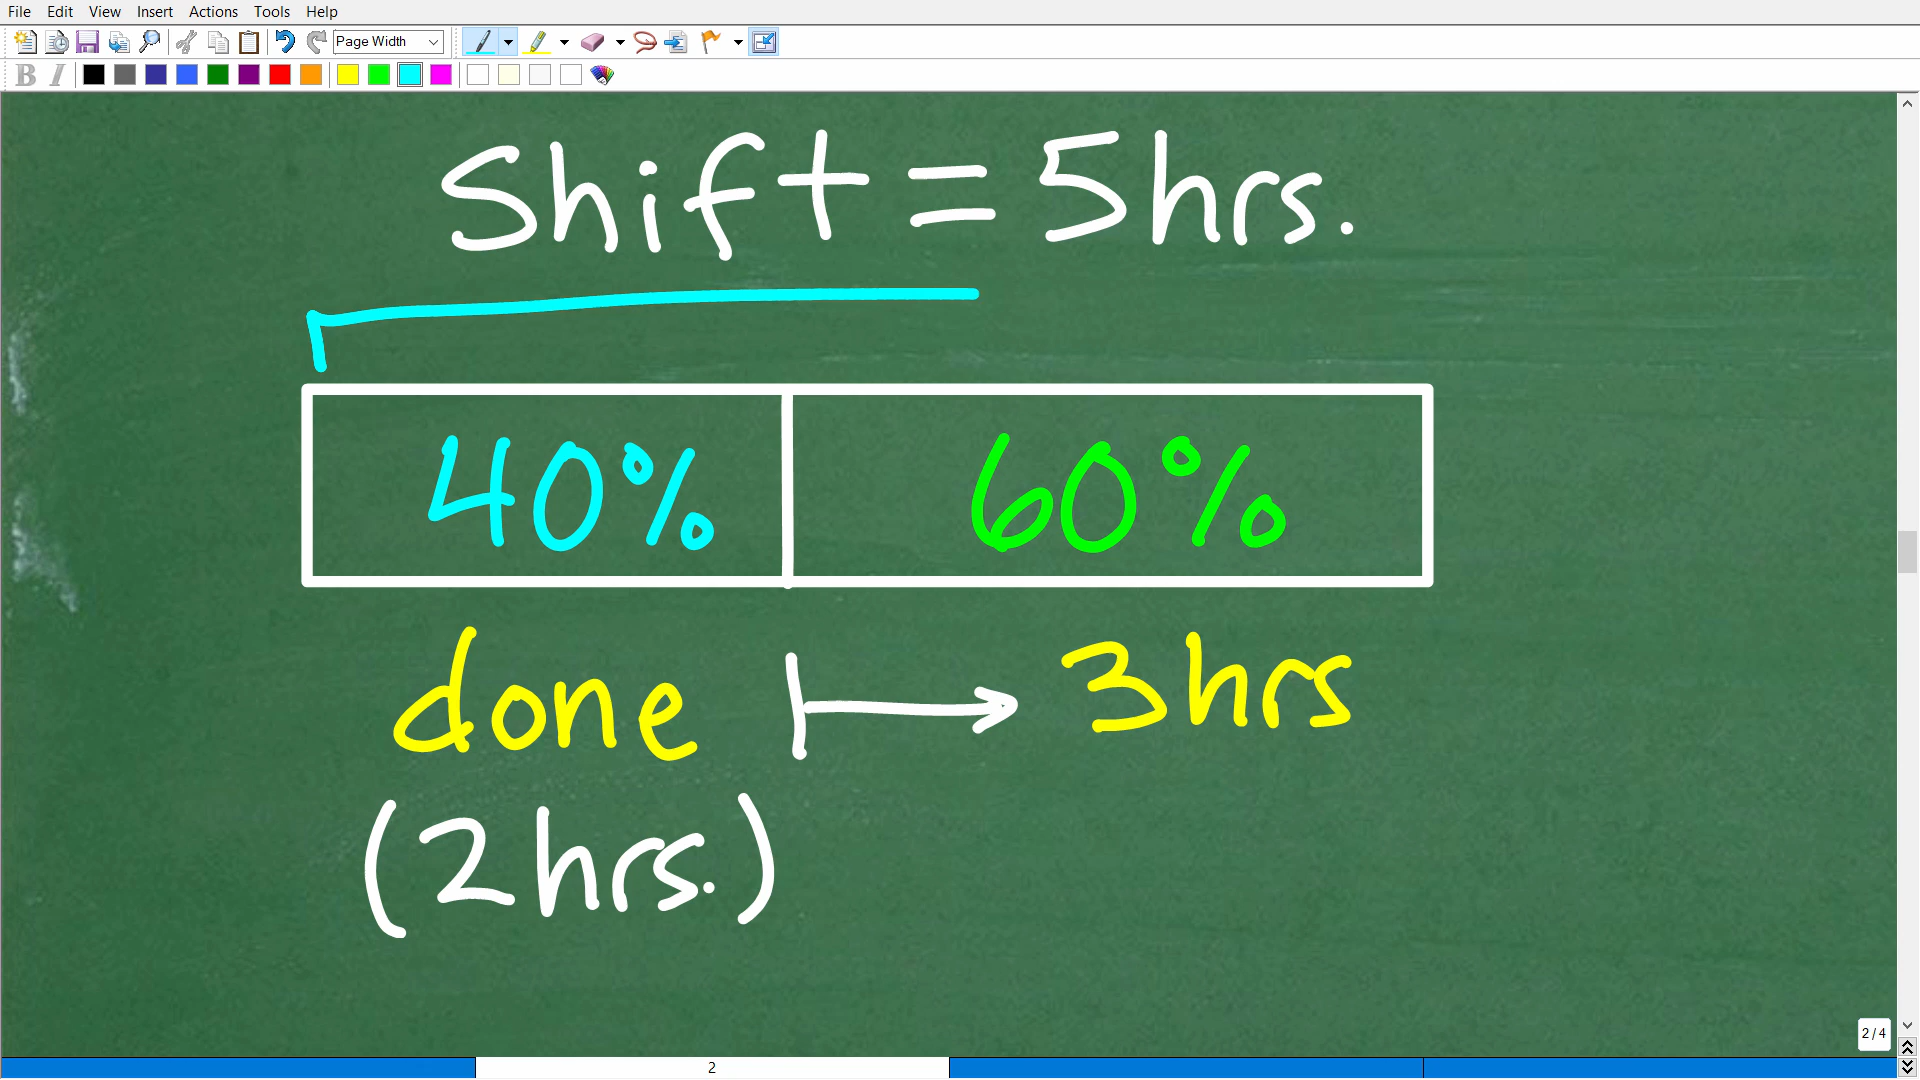 File Edit View Insert Actions Tools Help
Page Width
B I
Shift = 5hrs.
40% 60%
done 3hrs
(2hrs.)
2/4
2